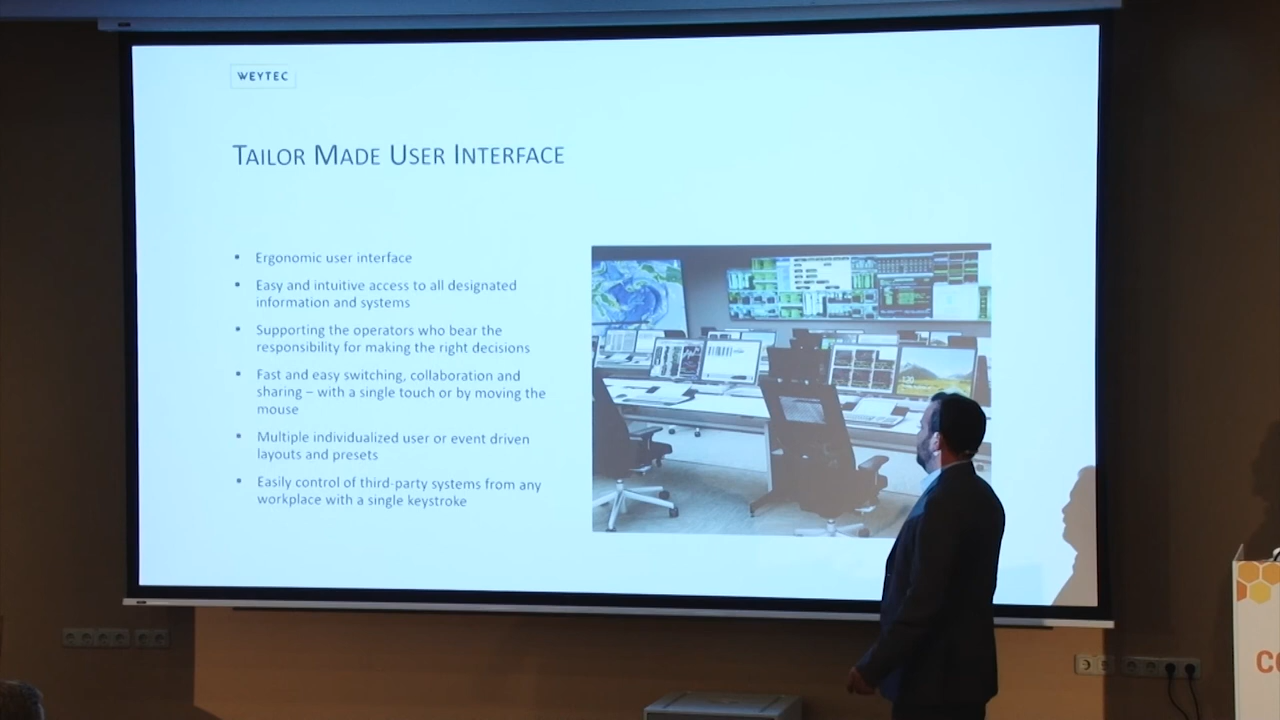 WEYTEC
TAILOR MADE USER INTERFACE
▪ Ergonomic user interface
▪ Easy and intuitive access to all designated
information and systems
▪ Supporting the operators who bear the
responsibility for making the right decisions
▪ Fast and easy switching, collaboration and
sharing – with a single touch or by moving the
mouse
▪ Multiple individualized user or event driven
layouts and presets
▪ Easily control of third-party systems from any
workplace with a single keystroke